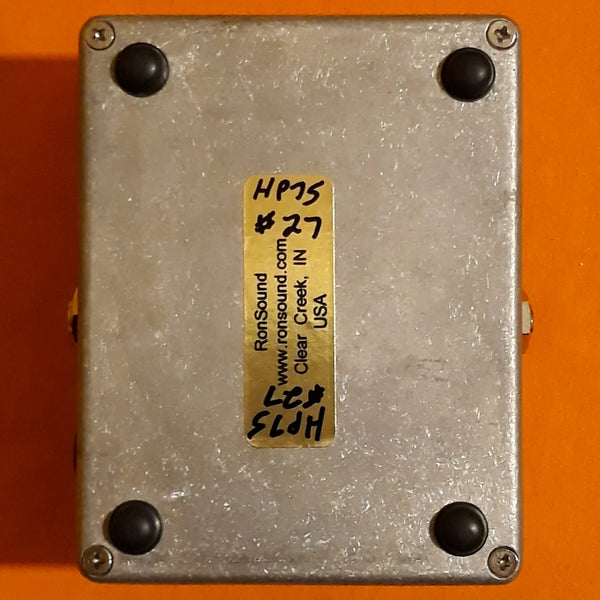 HP75
#27
RonSound
www.ronsound.com
Clear Creek, IN
USA
HP75
#27